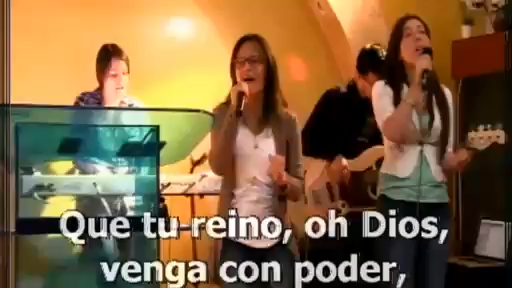 Que tu reino, oh Dios,
venga con poder,